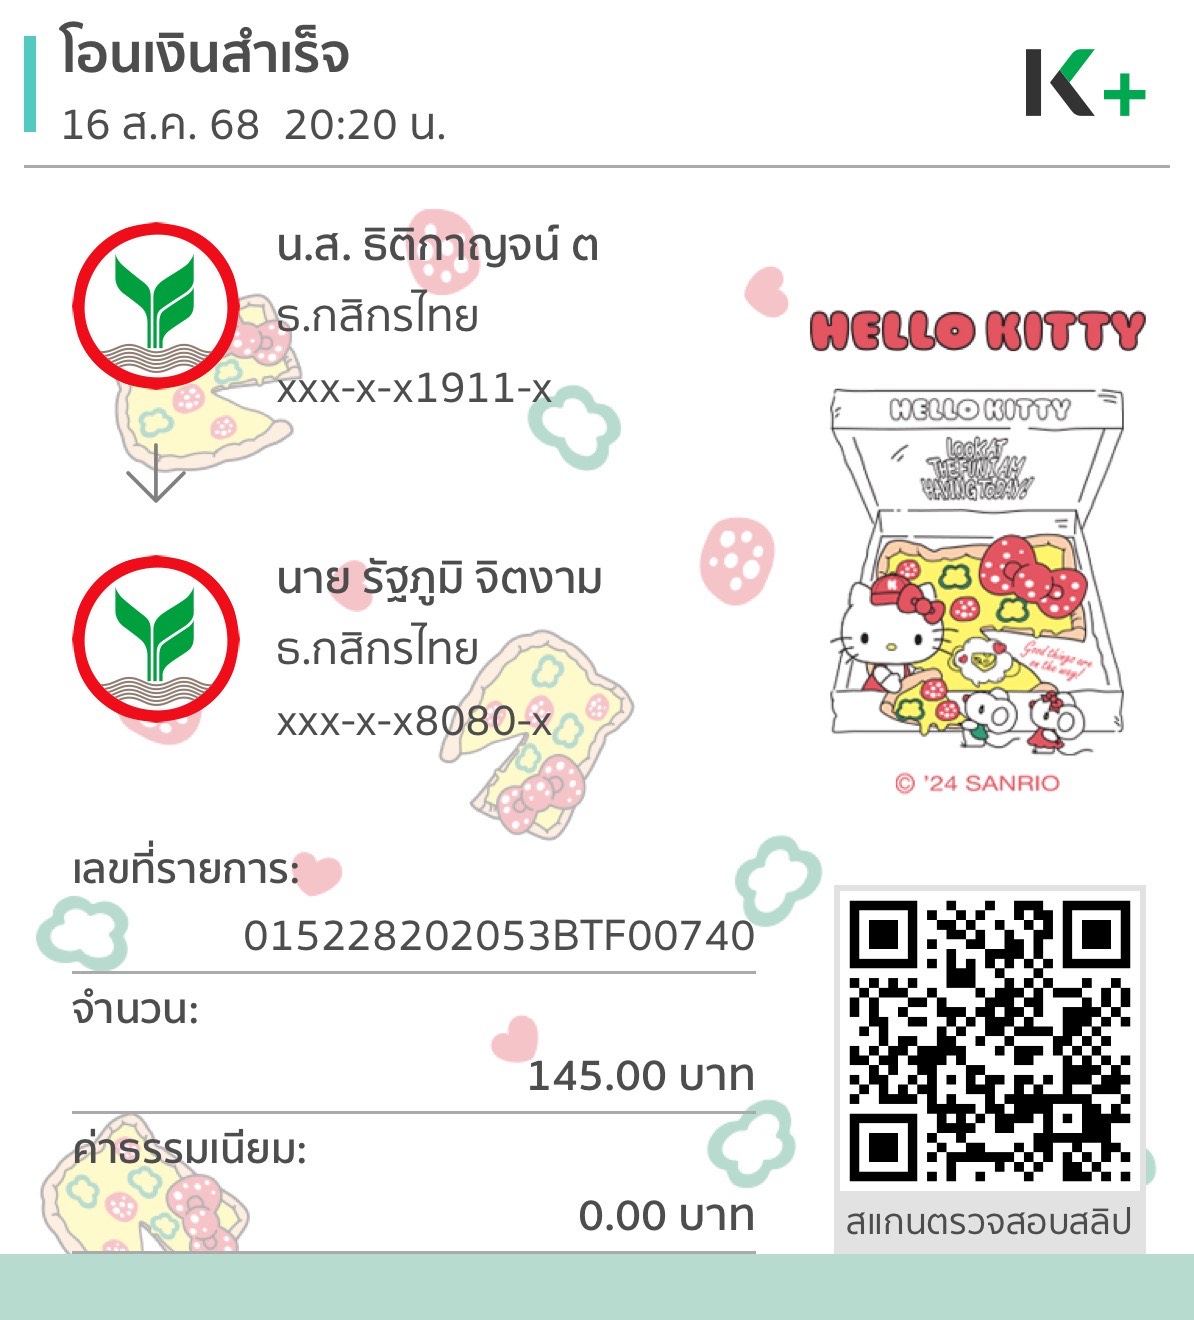 โอนเงินสำเร็จ
16 ส.ค. 68  20:20 น.
K+
น.ส. ธิติกาญจน์ ต
ธ.กสิกรไทย
xxx-x-x1911-x
นาย รัฐภูมิ จิตงาม
ธ.กสิกรไทย
xxx-x-x8080-x
HELLO KITTY
HELLO KITTY
LOOK AT
THE FUN I AM
HAVING TODAY!
Good things are
on the way!
© '24 SANRIO
เลขที่รายการ:
015228202053BTF00740
จำนวน:
145.00 บาท
ค่าธรรมเนียม:
0.00 บาท
สแกนตรวจสอบสลิป